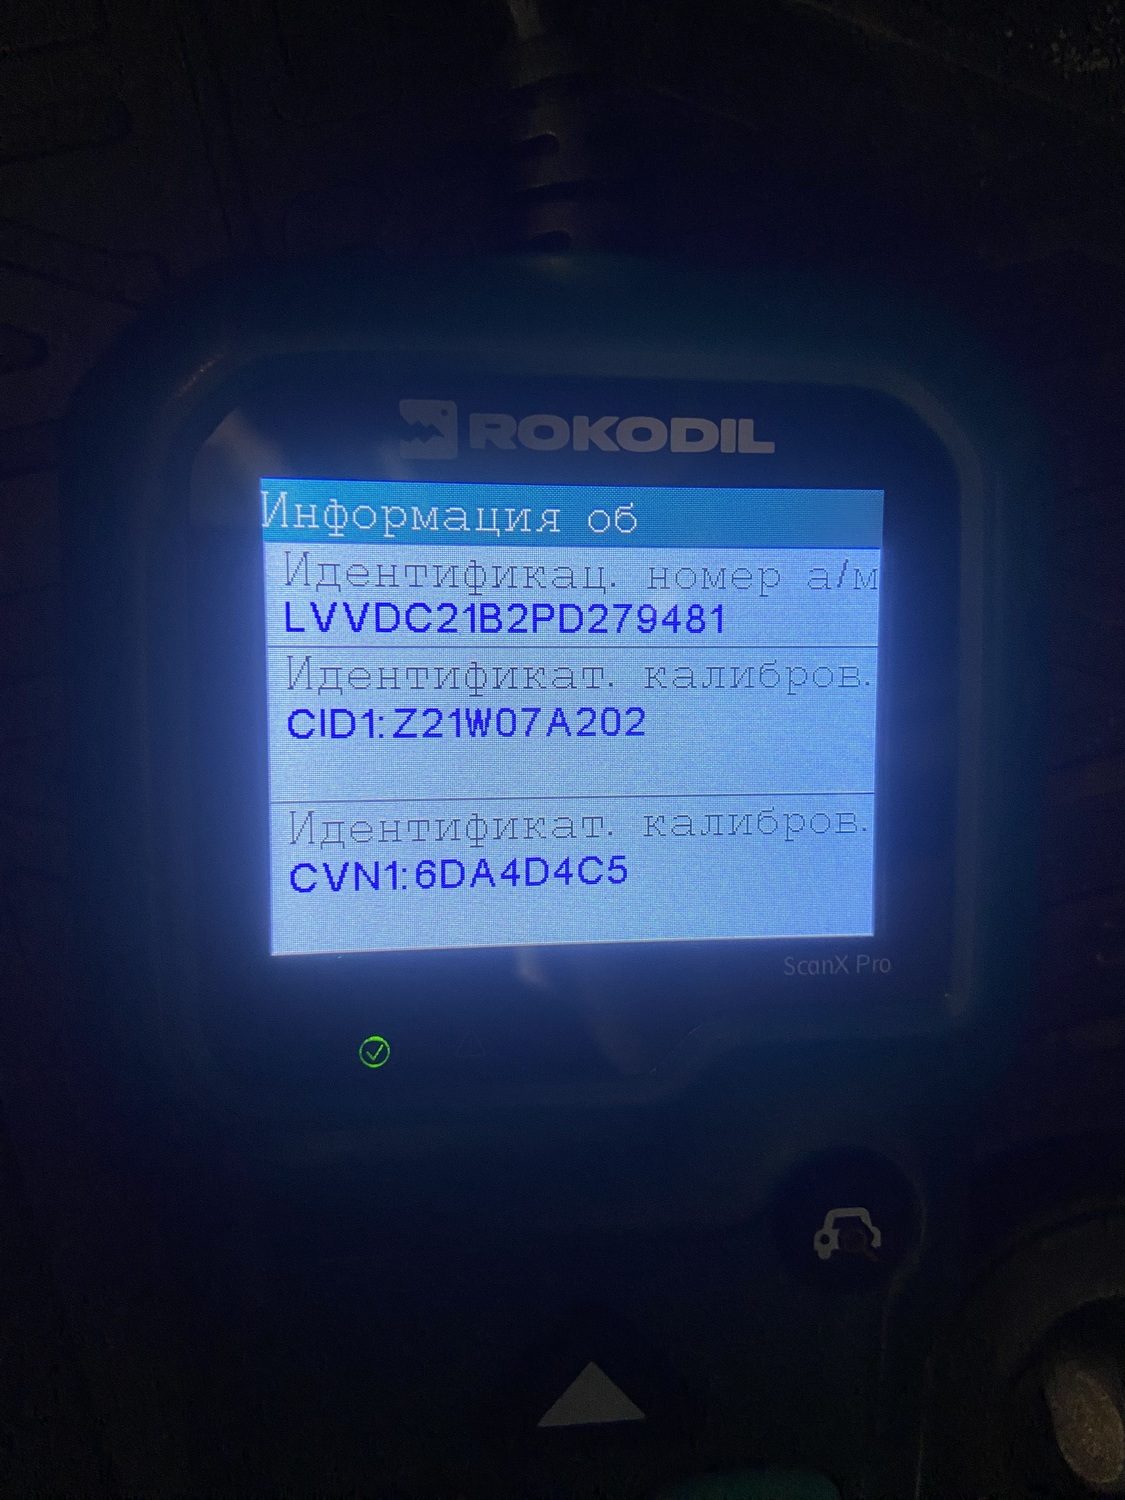 ROKODIL
Информация об
Идентификац. номер а/м
LVVDC21B2PD279481
Идентификат. калибров.
CID1:Z21W07A202
Идентификат. калибров.
CVN1:6DA4D4C5
ScanX Pro